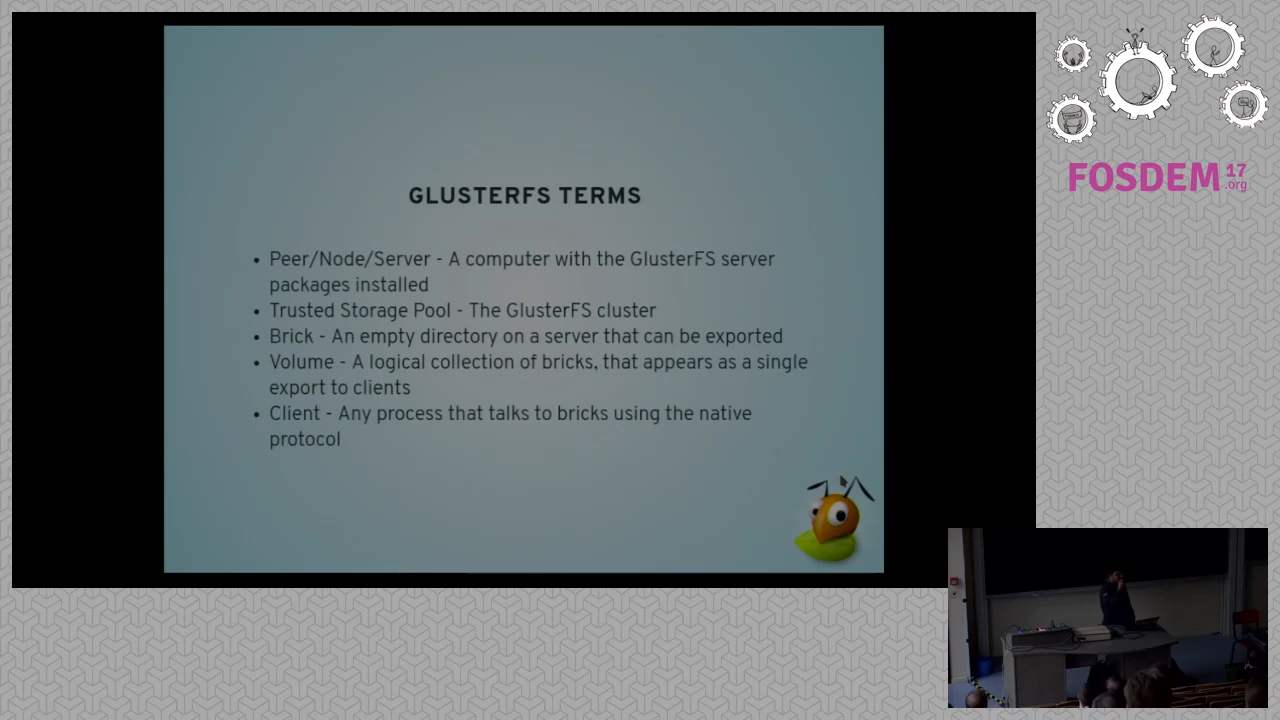 GLUSTERFS TERMS
• Peer/Node/Server - A computer with the GlusterFS server
packages installed
• Trusted Storage Pool - The GlusterFS cluster
• Brick - An empty directory on a server that can be exported
• Volume - A logical collection of bricks, that appears as a single
export to clients
• Client - Any process that talks to bricks using the native
protocol
FOSDEM 17
.org